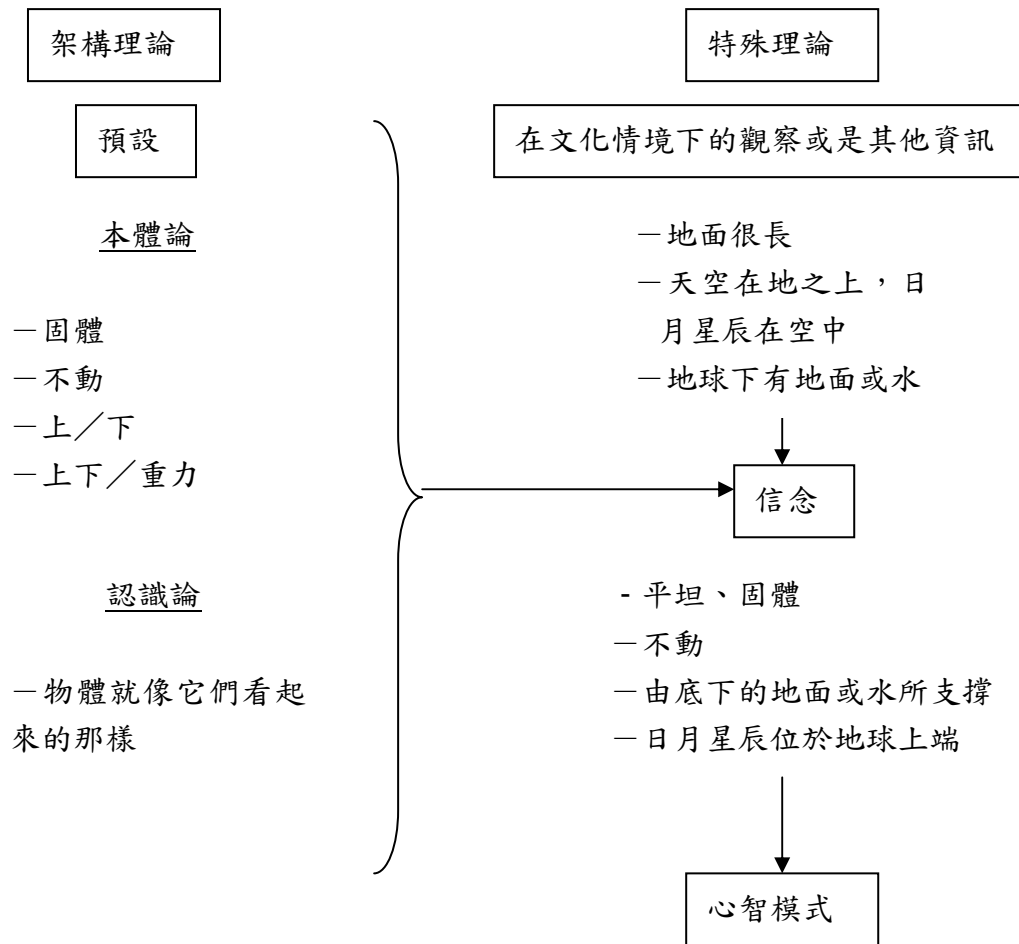 架構理論
預設
本體論
－固體
－不動
－上／下
－上下／重力
認識論
－物體就像它們看起
來的那樣
特殊理論
在文化情境下的觀察或是其他資訊
－地面很長
－天空在地之上，日
月星辰在空中
－地球下有地面或水
信念
- 平坦、固體
－不動
－由底下的地面或水所支撐
－日月星辰位於地球上端
心智模式